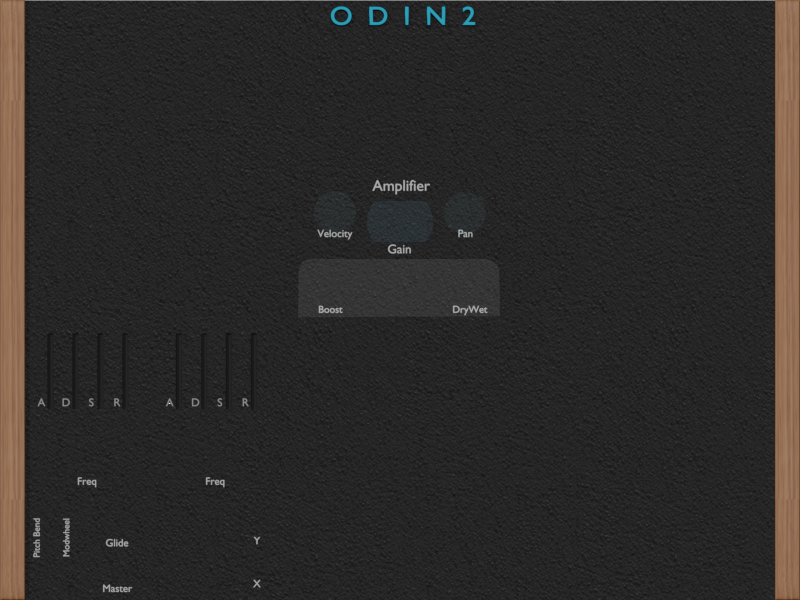 ODIN2
Amplifier
Velocity
Pan
Gain
Boost
DryWet
A D S R
A D S R
Freq
Freq
Pitch Bend
Modwheel
Glide
Y
Master
X